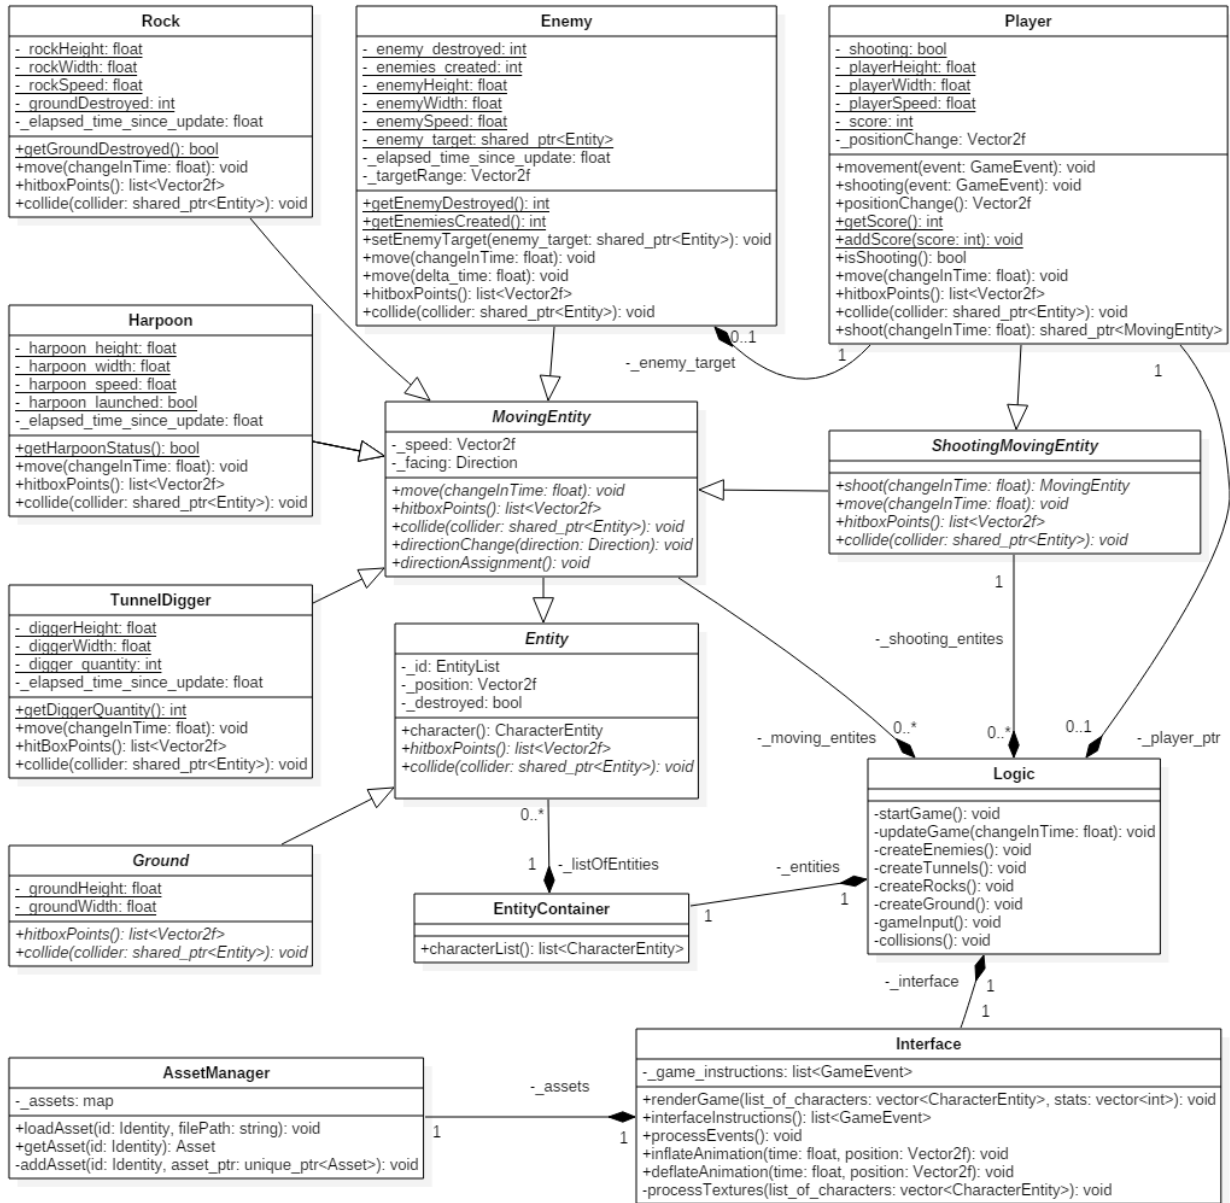 Rock
-_rockHeight: float
-_rockWidth: float
-_rockSpeed: float
-_groundDestroyed: int
-_elapsed_time_since_update: float
+getGroundDestroyed(): bool
+move(changeInTime: float): void
+hitboxPoints(): list<Vector2f>
+collide(collider: shared_ptr<Entity>): void
Enemy
-_enemy_destroyed: int
-_enemies_created: int
-_enemyHeight: float
-_enemyWidth: float
-_enemySpeed: float
-_enemy_target: shared_ptr<Entity>
-_elapsed_time_since_update: float
-_targetRange: Vector2f
+getEnemyDestroyed(): int
+getEnemiesCreated(): int
+setEnemyTarget(enemy_target: shared_ptr<Entity>): void
+move(changeInTime: float): void
+move(delta_time: float): void
+hitboxPoints(): list<Vector2f>
+collide(collider: shared_ptr<Entity>): void
Player
-_shooting: bool
-_playerHeight: float
-_playerWidth: float
-_playerSpeed: float
-_score: int
-_positionChange: Vector2f
+movement(event: GameEvent): void
+shooting(event: GameEvent): void
+positionChange(): Vector2f
+getScore(): int
+addScore(score: int): void
+isShooting(): bool
+move(changeInTime: float): void
+hitboxPoints(): list<Vector2f>
+collide(collider: shared_ptr<Entity>): void
+shoot(changeInTime: float): shared_ptr<MovingEntity>
0..1
-_enemy_target
1
1
Harpoon
-_harpoon_height: float
-_harpoon_width: float
-_harpoon_speed: float
-_harpoon_launched: bool
-_elapsed_time_since_update: float
+getHarpoonStatus(): bool
+move(changeInTime: float): void
+hitboxPoints(): list<Vector2f>
+collide(collider: shared_ptr<Entity>): void
MovingEntity
-_speed: Vector2f
-_facing: Direction
+move(changeInTime: float): void
+hitboxPoints(): list<Vector2f>
+collide(collider: shared_ptr<Entity>): void
+directionChange(direction: Direction): void
+directionAssignment(): void
ShootingMovingEntity
+shoot(changeInTime: float): MovingEntity
+move(changeInTime: float): void
+hitboxPoints(): list<Vector2f>
+collide(collider: shared_ptr<Entity>): void
1
-_shooting_entites
TunnelDigger
-_diggerHeight: float
-_diggerWidth: float
-_digger_quantity: int
-_elapsed_time_since_update: float
+getDiggerQuantity(): int
+move(changeInTime: float): void
+hitBoxPoints(): list<Vector2f>
+collide(collider: shared_ptr<Entity>): void
Entity
-_id: EntityList
-_position: Vector2f
-_destroyed: bool
+character(): CharacterEntity
+hitboxPoints(): list<Vector2f>
+collide(collider: shared_ptr<Entity>): void
-_moving_entites
0..*
0..*
0..1
-_player_ptr
Logic
-startGame(): void
-updateGame(changeInTime: float): void
-createEnemies(): void
-createTunnels(): void
-createRocks(): void
-createGround(): void
-gameInput(): void
-collisions(): void
0..*
1
-_listOfEntities
-_entities
1
1
Ground
-_groundHeight: float
-_groundWidth: float
+hitboxPoints(): list<Vector2f>
+collide(collider: shared_ptr<Entity>): void
EntityContainer
+characterList(): list<CharacterEntity>
-_interface
1
1
AssetManager
-_assets: map
+loadAsset(id: Identity, filePath: string): void
+getAsset(id: Identity): Asset
-addAsset(id: Identity, asset_ptr: unique_ptr<Asset>): void
-_assets
1
1
Interface
-_game_instructions: list<GameEvent>
+renderGame(list_of_characters: vector<CharacterEntity>, stats: vector<int>): void
+interfaceInstructions(): list<GameEvent>
+processEvents(): void
+inflateAnimation(time: float, position: Vector2f): void
+deflateAnimation(time: float, position: Vector2f): void
-processTextures(list_of_characters: vector<CharacterEntity>): void